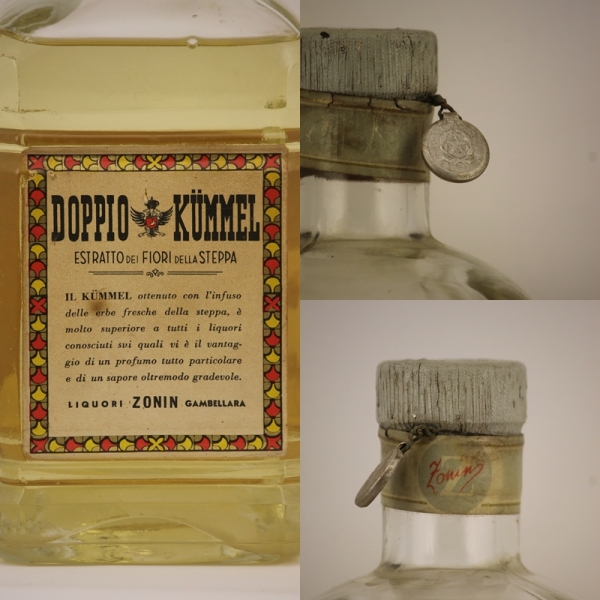 DOPPIO KÜMMEL
ESTRATTO DEI FIORI DELLA STEPPA
IL KÜMMEL ottenuto con l'infuso
delle erbe fresche della steppa, è
molto superiore a tutti i liquori
conosciuti sui quali vi è il vantag-
gio di un profumo tutto particolare
e di un sapore oltremodo gradevole.
LIQUORI ZONIN GAMBELLARA
Zonin